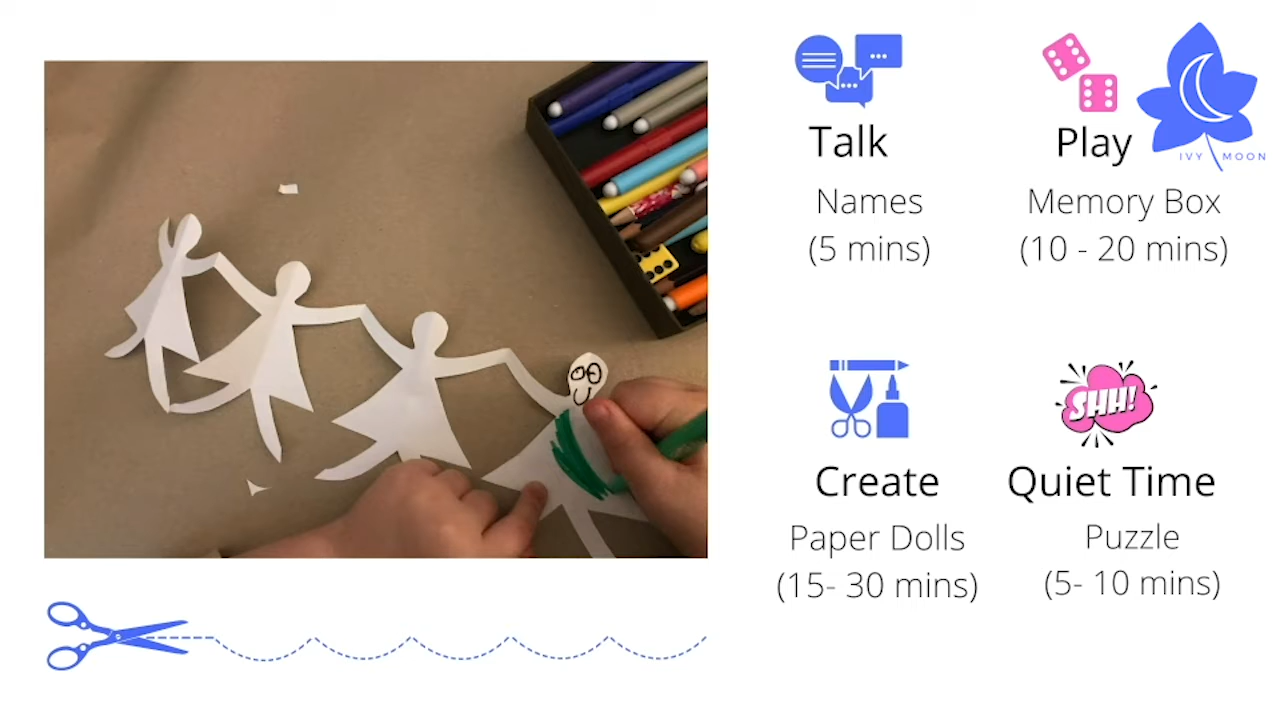 Talk
Names
(5 mins)
Play
Memory Box
(10 - 20 mins)
IVY MOON
Create
Paper Dolls
(15- 30 mins)
SHH!
Quiet Time
Puzzle
(5- 10 mins)